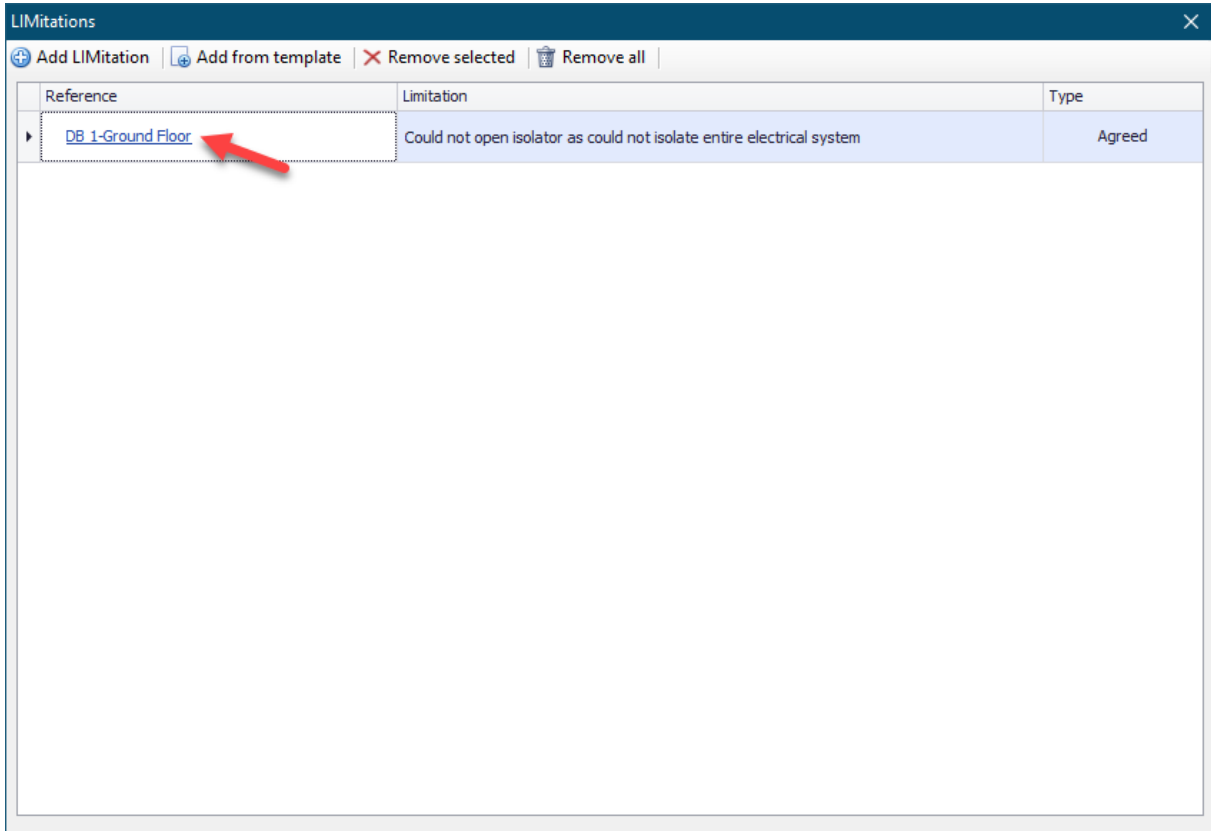 LIMitations
Add LIMitation Add from template Remove selected Remove all
Reference Limitation Type
DB 1-Ground Floor Could not open isolator as could not isolate entire electrical system Agreed